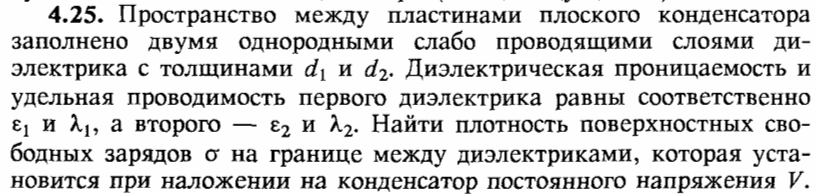 4.25. Пространство между пластинами плоского конденсатора
заполнено двумя однородными слабо проводящими слоями ди-
электрика с толщинами d₁ и d₂. Диэлектрическая проницаемость и
удельная проводимость первого диэлектрика равны соответственно
ε₁ и λ₁, а второго — ε₂ и λ₂. Найти плотность поверхностных сво-
бодных зарядов σ на границе между диэлектриками, которая уста-
новится при наложении на конденсатор постоянного напряжения V.